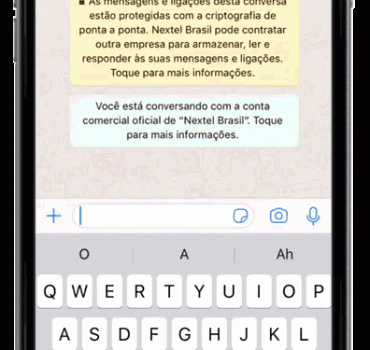 As mensagens e ligações desta conversa
estão protegidas com a criptografia de
ponta a ponta. Nextel Brasil pode contratar
outra empresa para armazenar, ler e
responder às suas mensagens e ligações.
Toque para mais informações.
Você está conversando com a conta
comercial oficial de “Nextel Brasil”. Toque
para mais informações.
O A Ah
Q W E R T Y U I O P
A S D F G H J K L